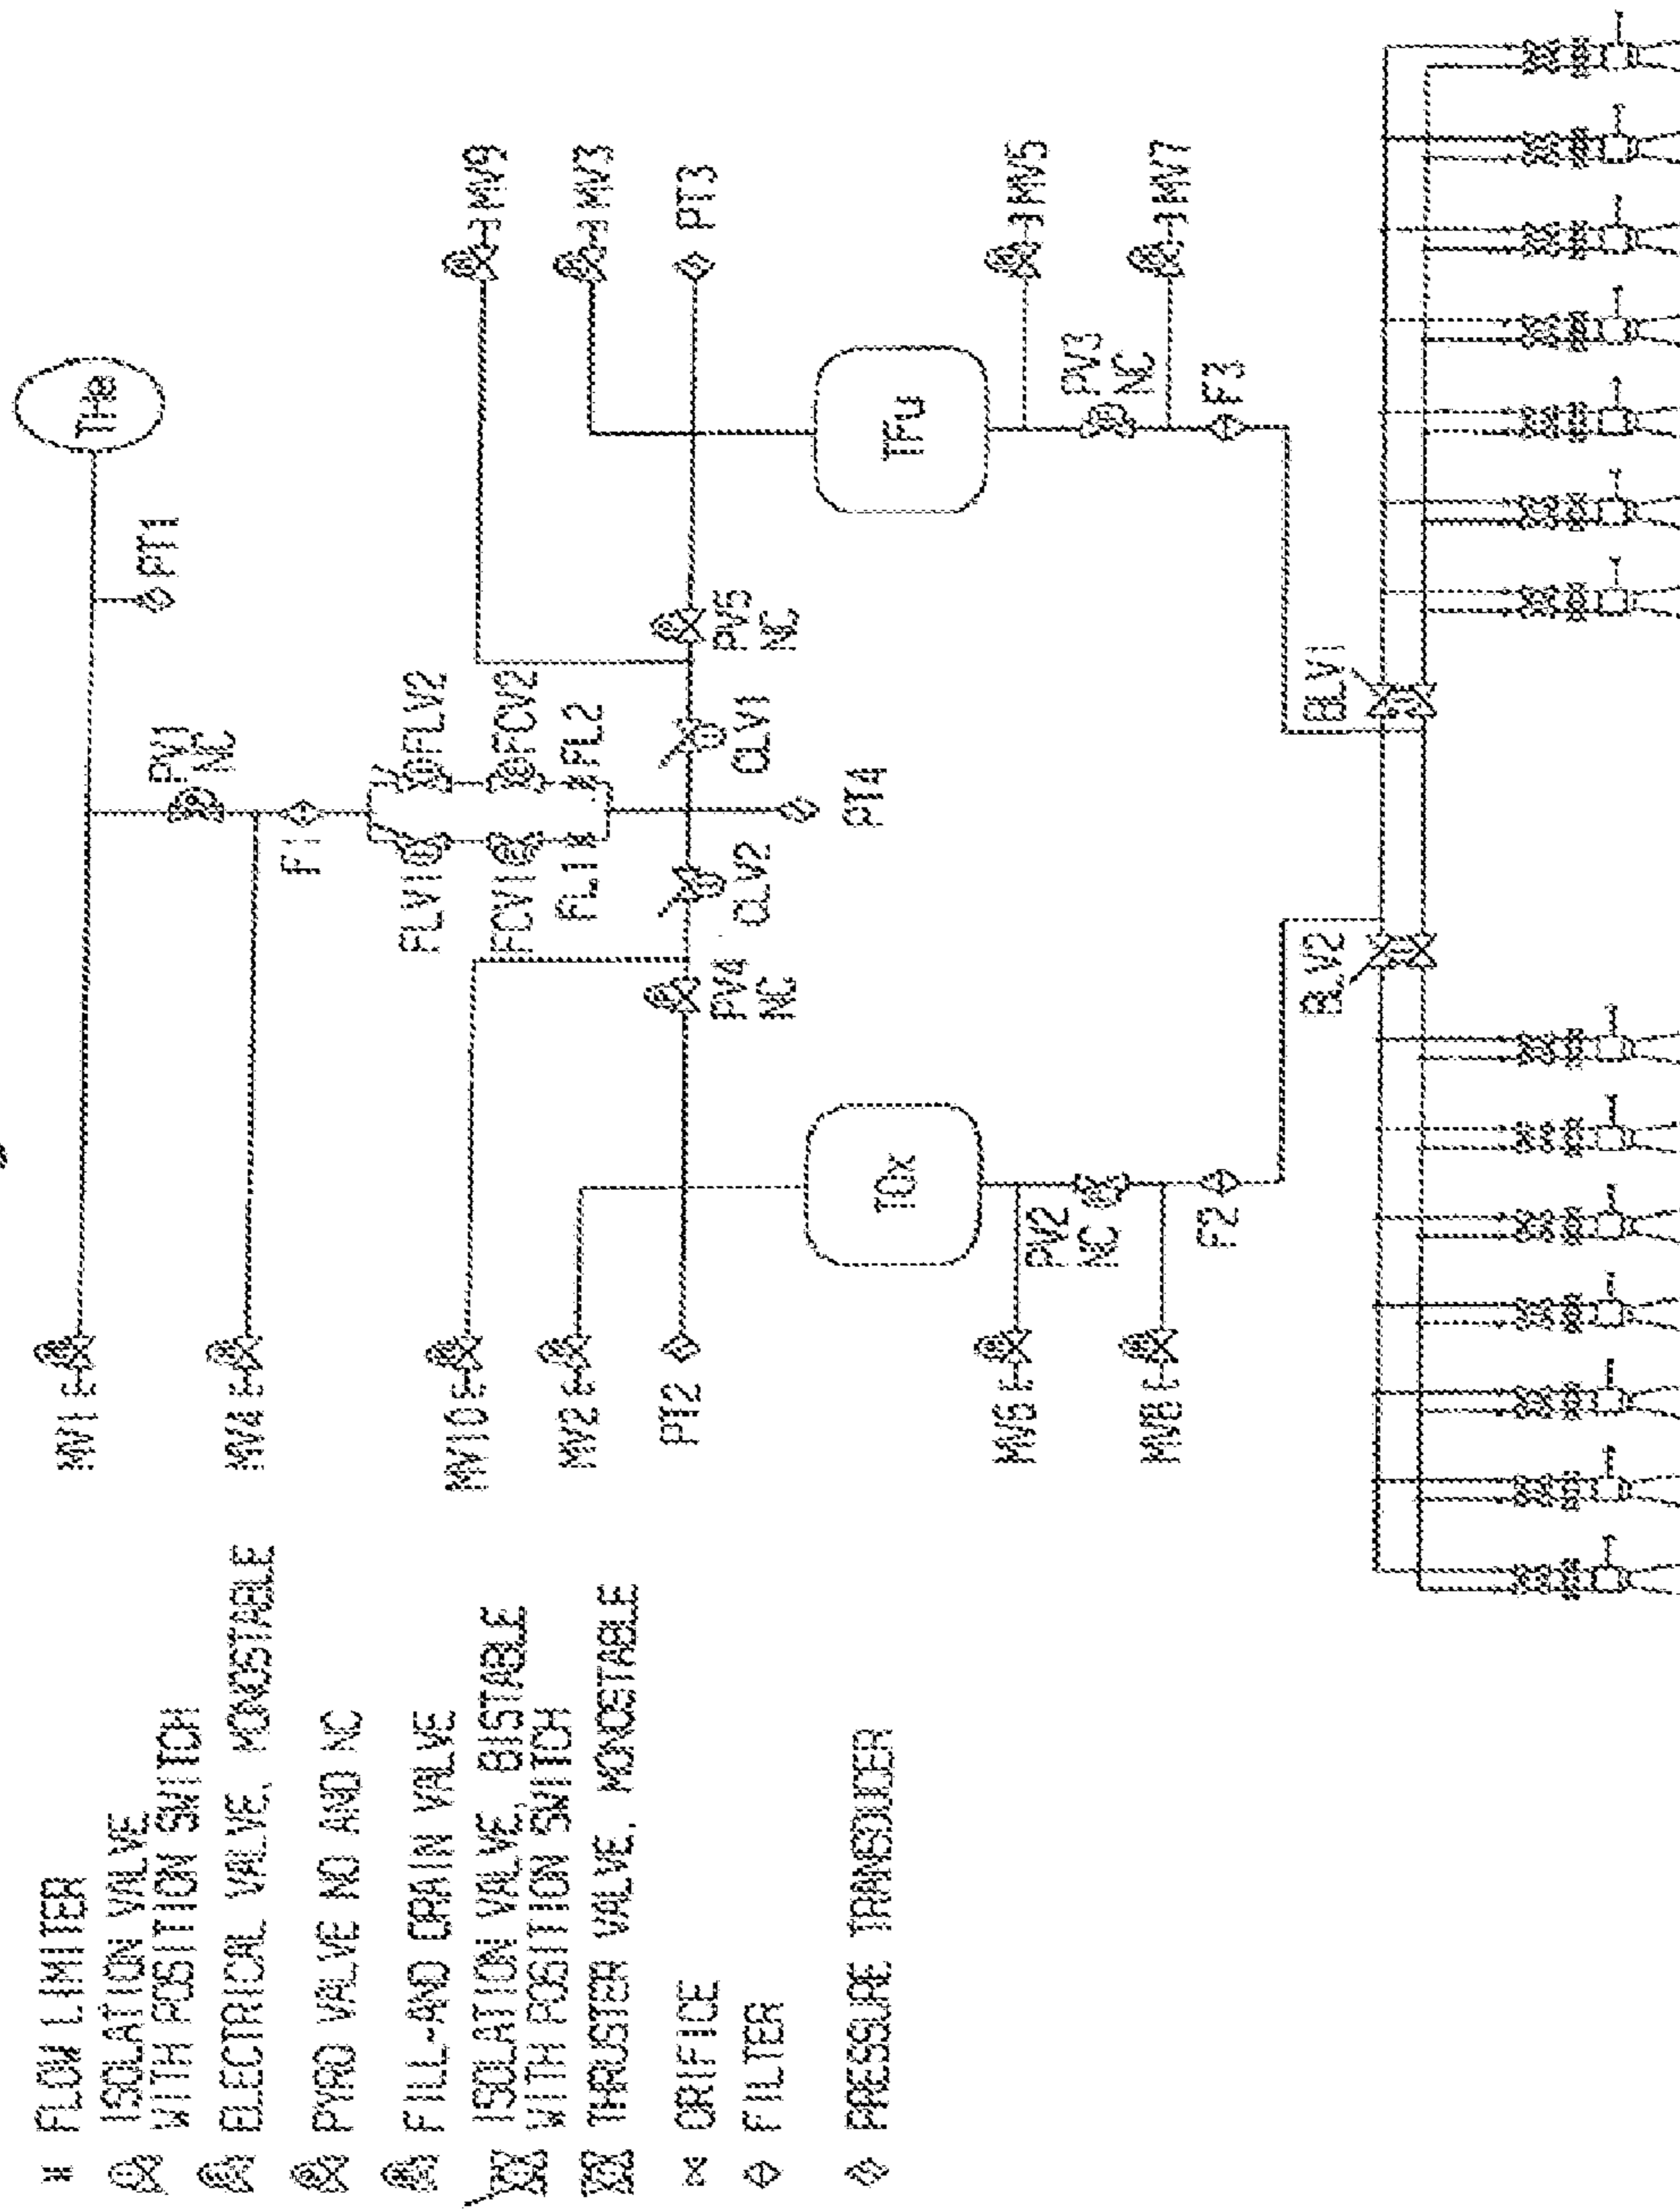 FLOW LIMITER
ISOLATION VALVE
WITH POSITION SWITCH
ELECTRICAL VALVE, MONOSTABLE
PYRO VALVE NO AND NC
FILL-AND DRAIN VALVE
ISOLATION VALVE, BISTABLE
WITH POSITION SWITCH
THRUSTER VALVE, MONOSTABLE
ORIFICE
FILTER
PRESSURE TRANSDUCER
MV1
THe
PT1
PV1
NC
MV4
F1
FLV1
FLV2
FCV1
FCV2
FL1
FL2
MV10
MV9
MV2
MV3
PT2
PV4
NC
CLV2
CLV1
PV5
NC
PT3
PT4
TOx
TFu
MV6
PV2
NC
MV5
PV3
NC
MV8
MV7
F2
F3
BLV2
BLV1